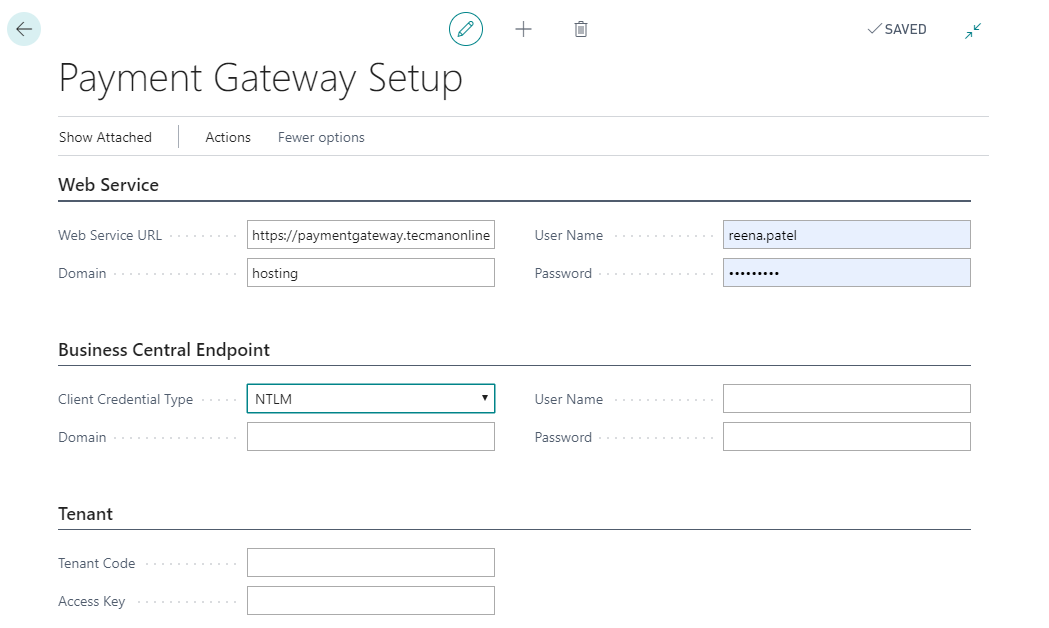 SAVED
Payment Gateway Setup
Show Attached Actions Fewer options
Web Service
Web Service URL https://paymentgateway.tecmanonline User Name reena.patel
Domain hosting Password •••••••••
Business Central Endpoint
Client Credential Type NTLM User Name
Domain Password
Tenant
Tenant Code
Access Key